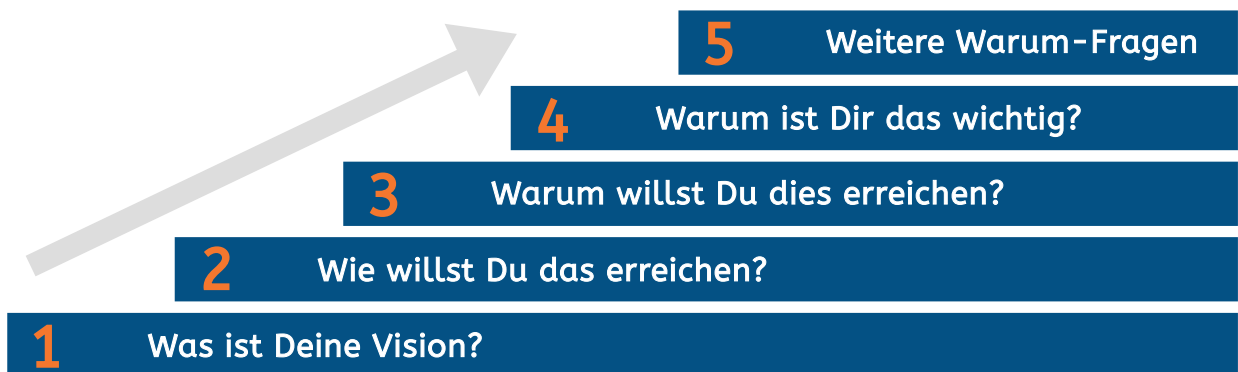 5 Weitere Warum-Fragen
4 Warum ist Dir das wichtig?
3 Warum willst Du dies erreichen?
2 Wie willst Du das erreichen?
1 Was ist Deine Vision?